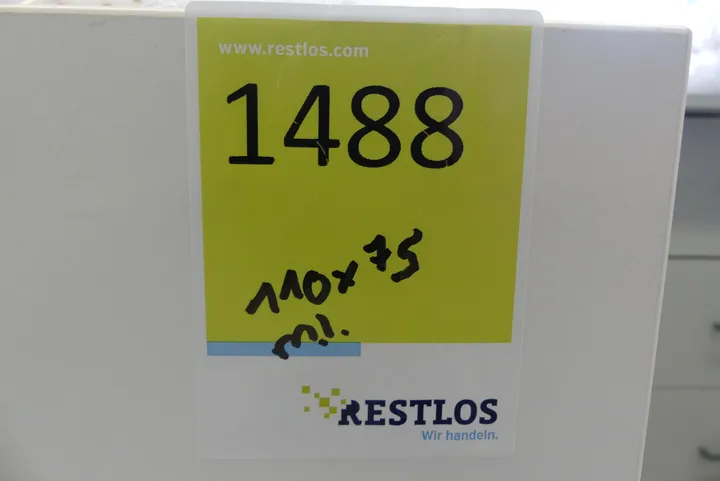 www.restlos.com
1488
110x75
m!.
RESTLOS
Wir handeln.